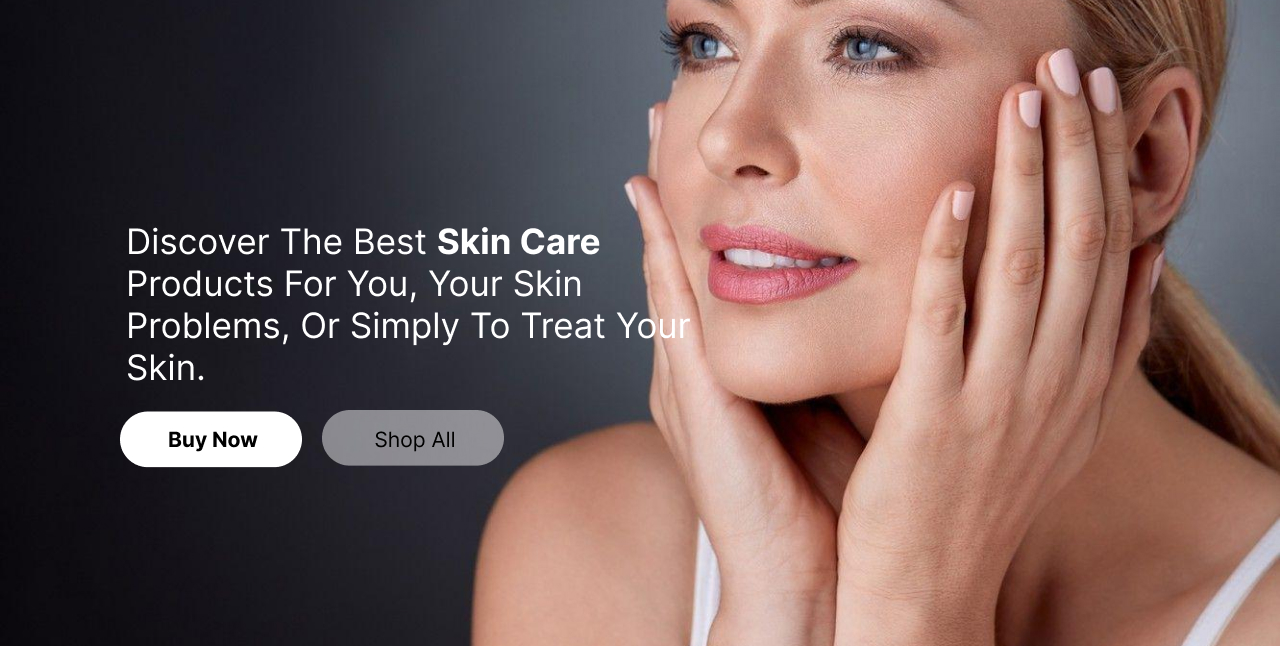 Discover The Best Skin Care
Products For You, Your Skin
Problems, Or Simply To Treat Your
Skin.
Buy Now
Shop All